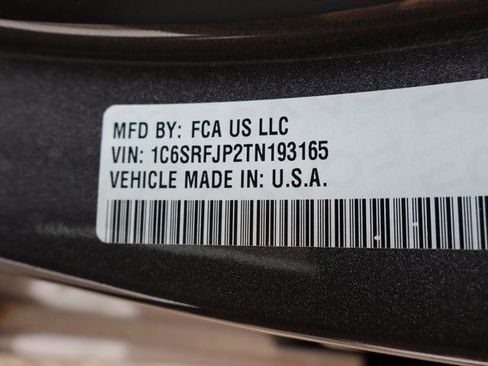 MFD BY: FCA US LLC
VIN: 1C6SRFJP2TN193165
VEHICLE MADE IN: U.S.A.